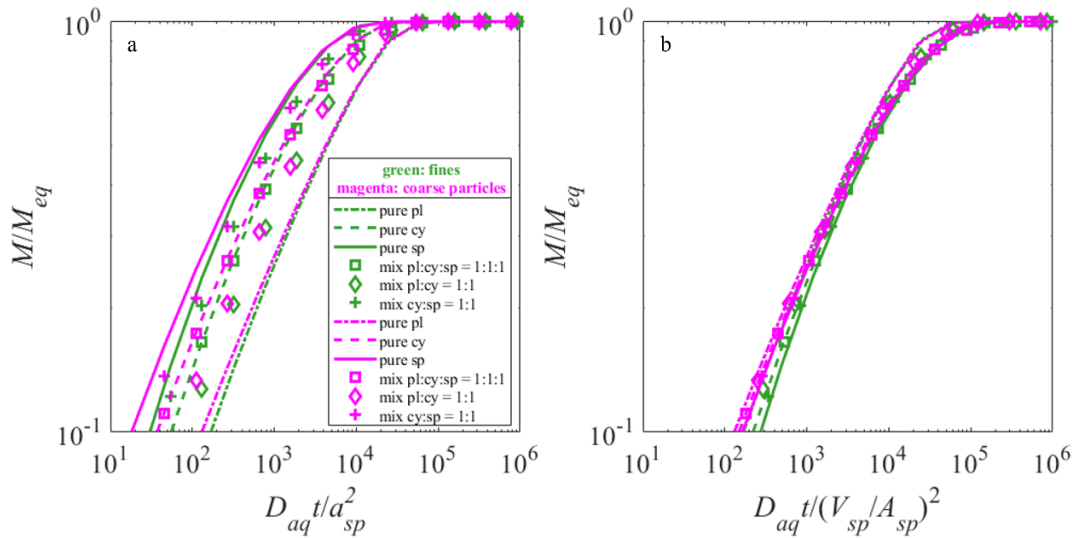 a
10^0
10^-1
M/M_eq
10^1 10^2 10^3 10^4 10^5 10^6
D_aq t/a_sp^2
green: fines
magenta: coarse particles
pure pl
pure cy
pure sp
mix pl:cy:sp = 1:1:1
mix pl:cy = 1:1
mix cy:sp = 1:1
pure pl
pure cy
pure sp
mix pl:cy:sp = 1:1:1
mix pl:cy = 1:1
mix cy:sp = 1:1
b
10^0
10^-1
M/M_eq
10^1 10^2 10^3 10^4 10^5 10^6
D_aq t/(V_sp/A_sp)^2